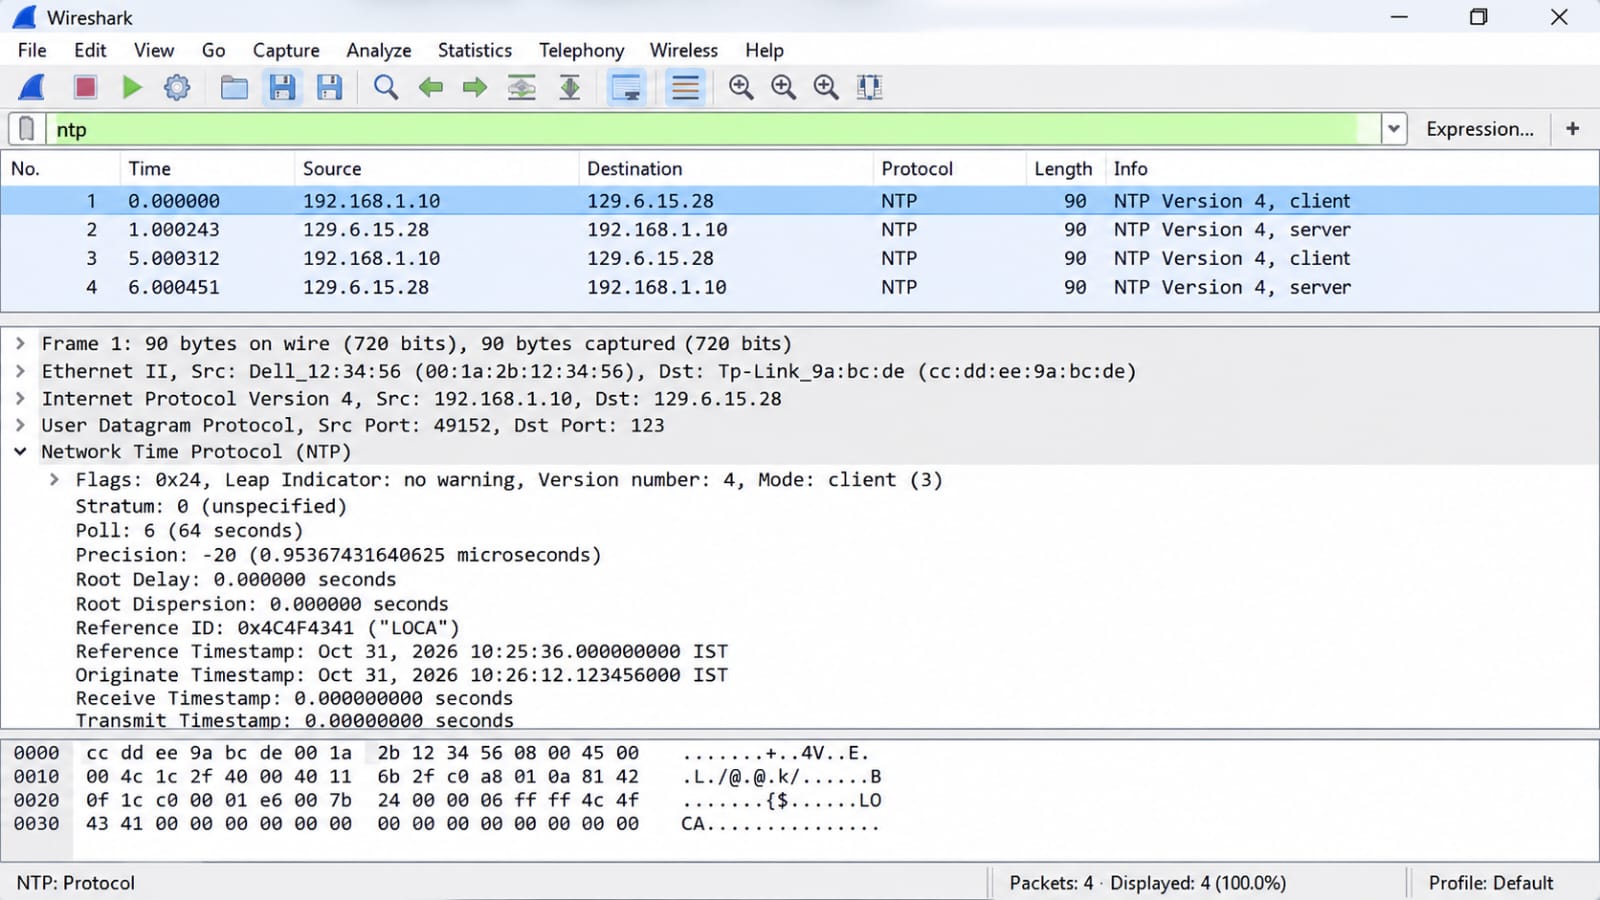 Wireshark
File Edit View Go Capture Analyze Statistics Telephony Wireless Help
ntp Expression... +
No. Time Source Destination Protocol Length Info
1 0.000000 192.168.1.10 129.6.15.28 NTP 90 NTP Version 4, client
2 1.000243 129.6.15.28 192.168.1.10 NTP 90 NTP Version 4, server
3 5.000312 192.168.1.10 129.6.15.28 NTP 90 NTP Version 4, client
4 6.000451 129.6.15.28 192.168.1.10 NTP 90 NTP Version 4, server
Frame 1: 90 bytes on wire (720 bits), 90 bytes captured (720 bits)
Ethernet II, Src: Dell_12:34:56 (00:1a:2b:12:34:56), Dst: Tp-Link_9a:bc:de (cc:dd:ee:9a:bc:de)
Internet Protocol Version 4, Src: 192.168.1.10, Dst: 129.6.15.28
User Datagram Protocol, Src Port: 49152, Dst Port: 123
Network Time Protocol (NTP)
Flags: 0x24, Leap Indicator: no warning, Version number: 4, Mode: client (3)
Stratum: 0 (unspecified)
Poll: 6 (64 seconds)
Precision: -20 (0.95367431640625 microseconds)
Root Delay: 0.000000 seconds
Root Dispersion: 0.000000 seconds
Reference ID: 0x4C4F4341 ("LOCA")
Reference Timestamp: Oct 31, 2026 10:25:36.000000000 IST
Originate Timestamp: Oct 31, 2026 10:26:12.123456000 IST
Receive Timestamp: 0.000000000 seconds
Transmit Timestamp: 0.00000000 seconds
0000 cc dd ee 9a bc de 00 1a 2b 12 34 56 08 00 45 00 .......+..4V..E.
0010 00 4c 1c 2f 40 00 40 11 6b 2f c0 a8 01 0a 81 42 .L./@.@.k/......B
0020 0f 1c c0 00 01 e6 00 7b 24 00 00 06 ff ff 4c 4f .......{$......LO
0030 43 41 00 00 00 00 00 00 00 00 00 00 00 00 00 00 CA...............
NTP: Protocol Packets: 4 · Displayed: 4 (100.0%) Profile: Default